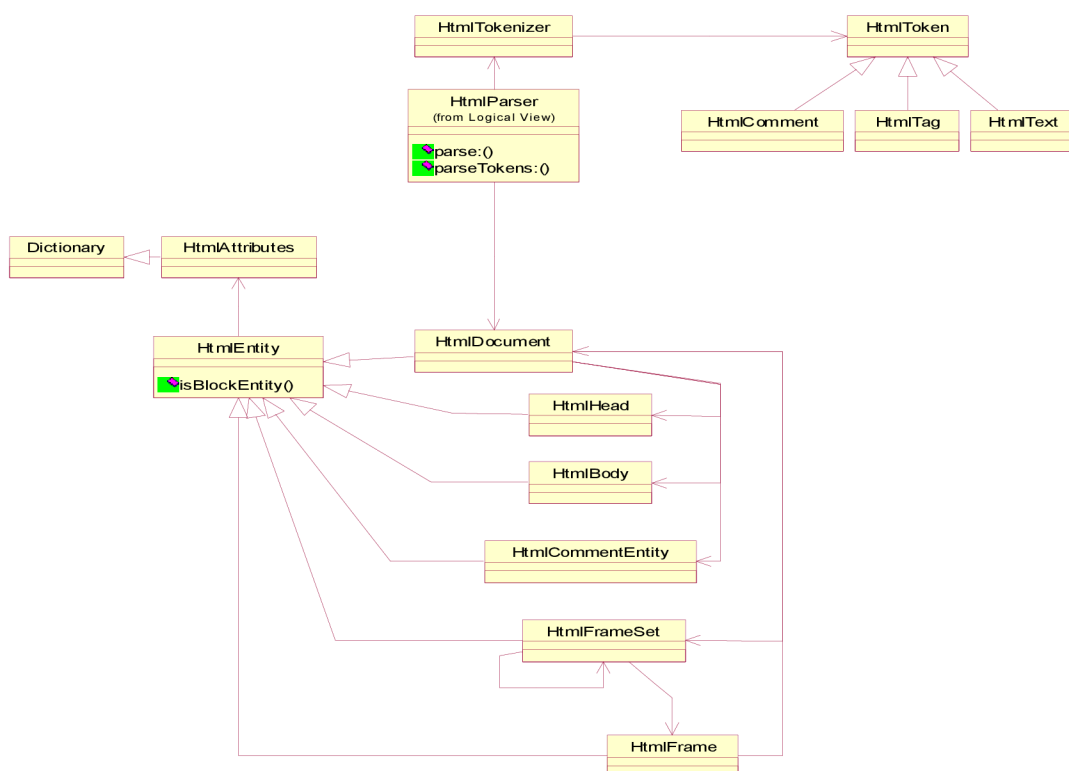 HtmlTokenizer
HtmlToken
HtmlParser
(from Logical View)
parse:()
parseTokens:()
HtmlComment
HtmlTag
HtmlText
Dictionary
HtmlAttributes
HtmlEntity
isBlockEntity()
HtmlDocument
HtmlHead
HtmlBody
HtmlCommentEntity
HtmlFrameSet
HtmlFrame